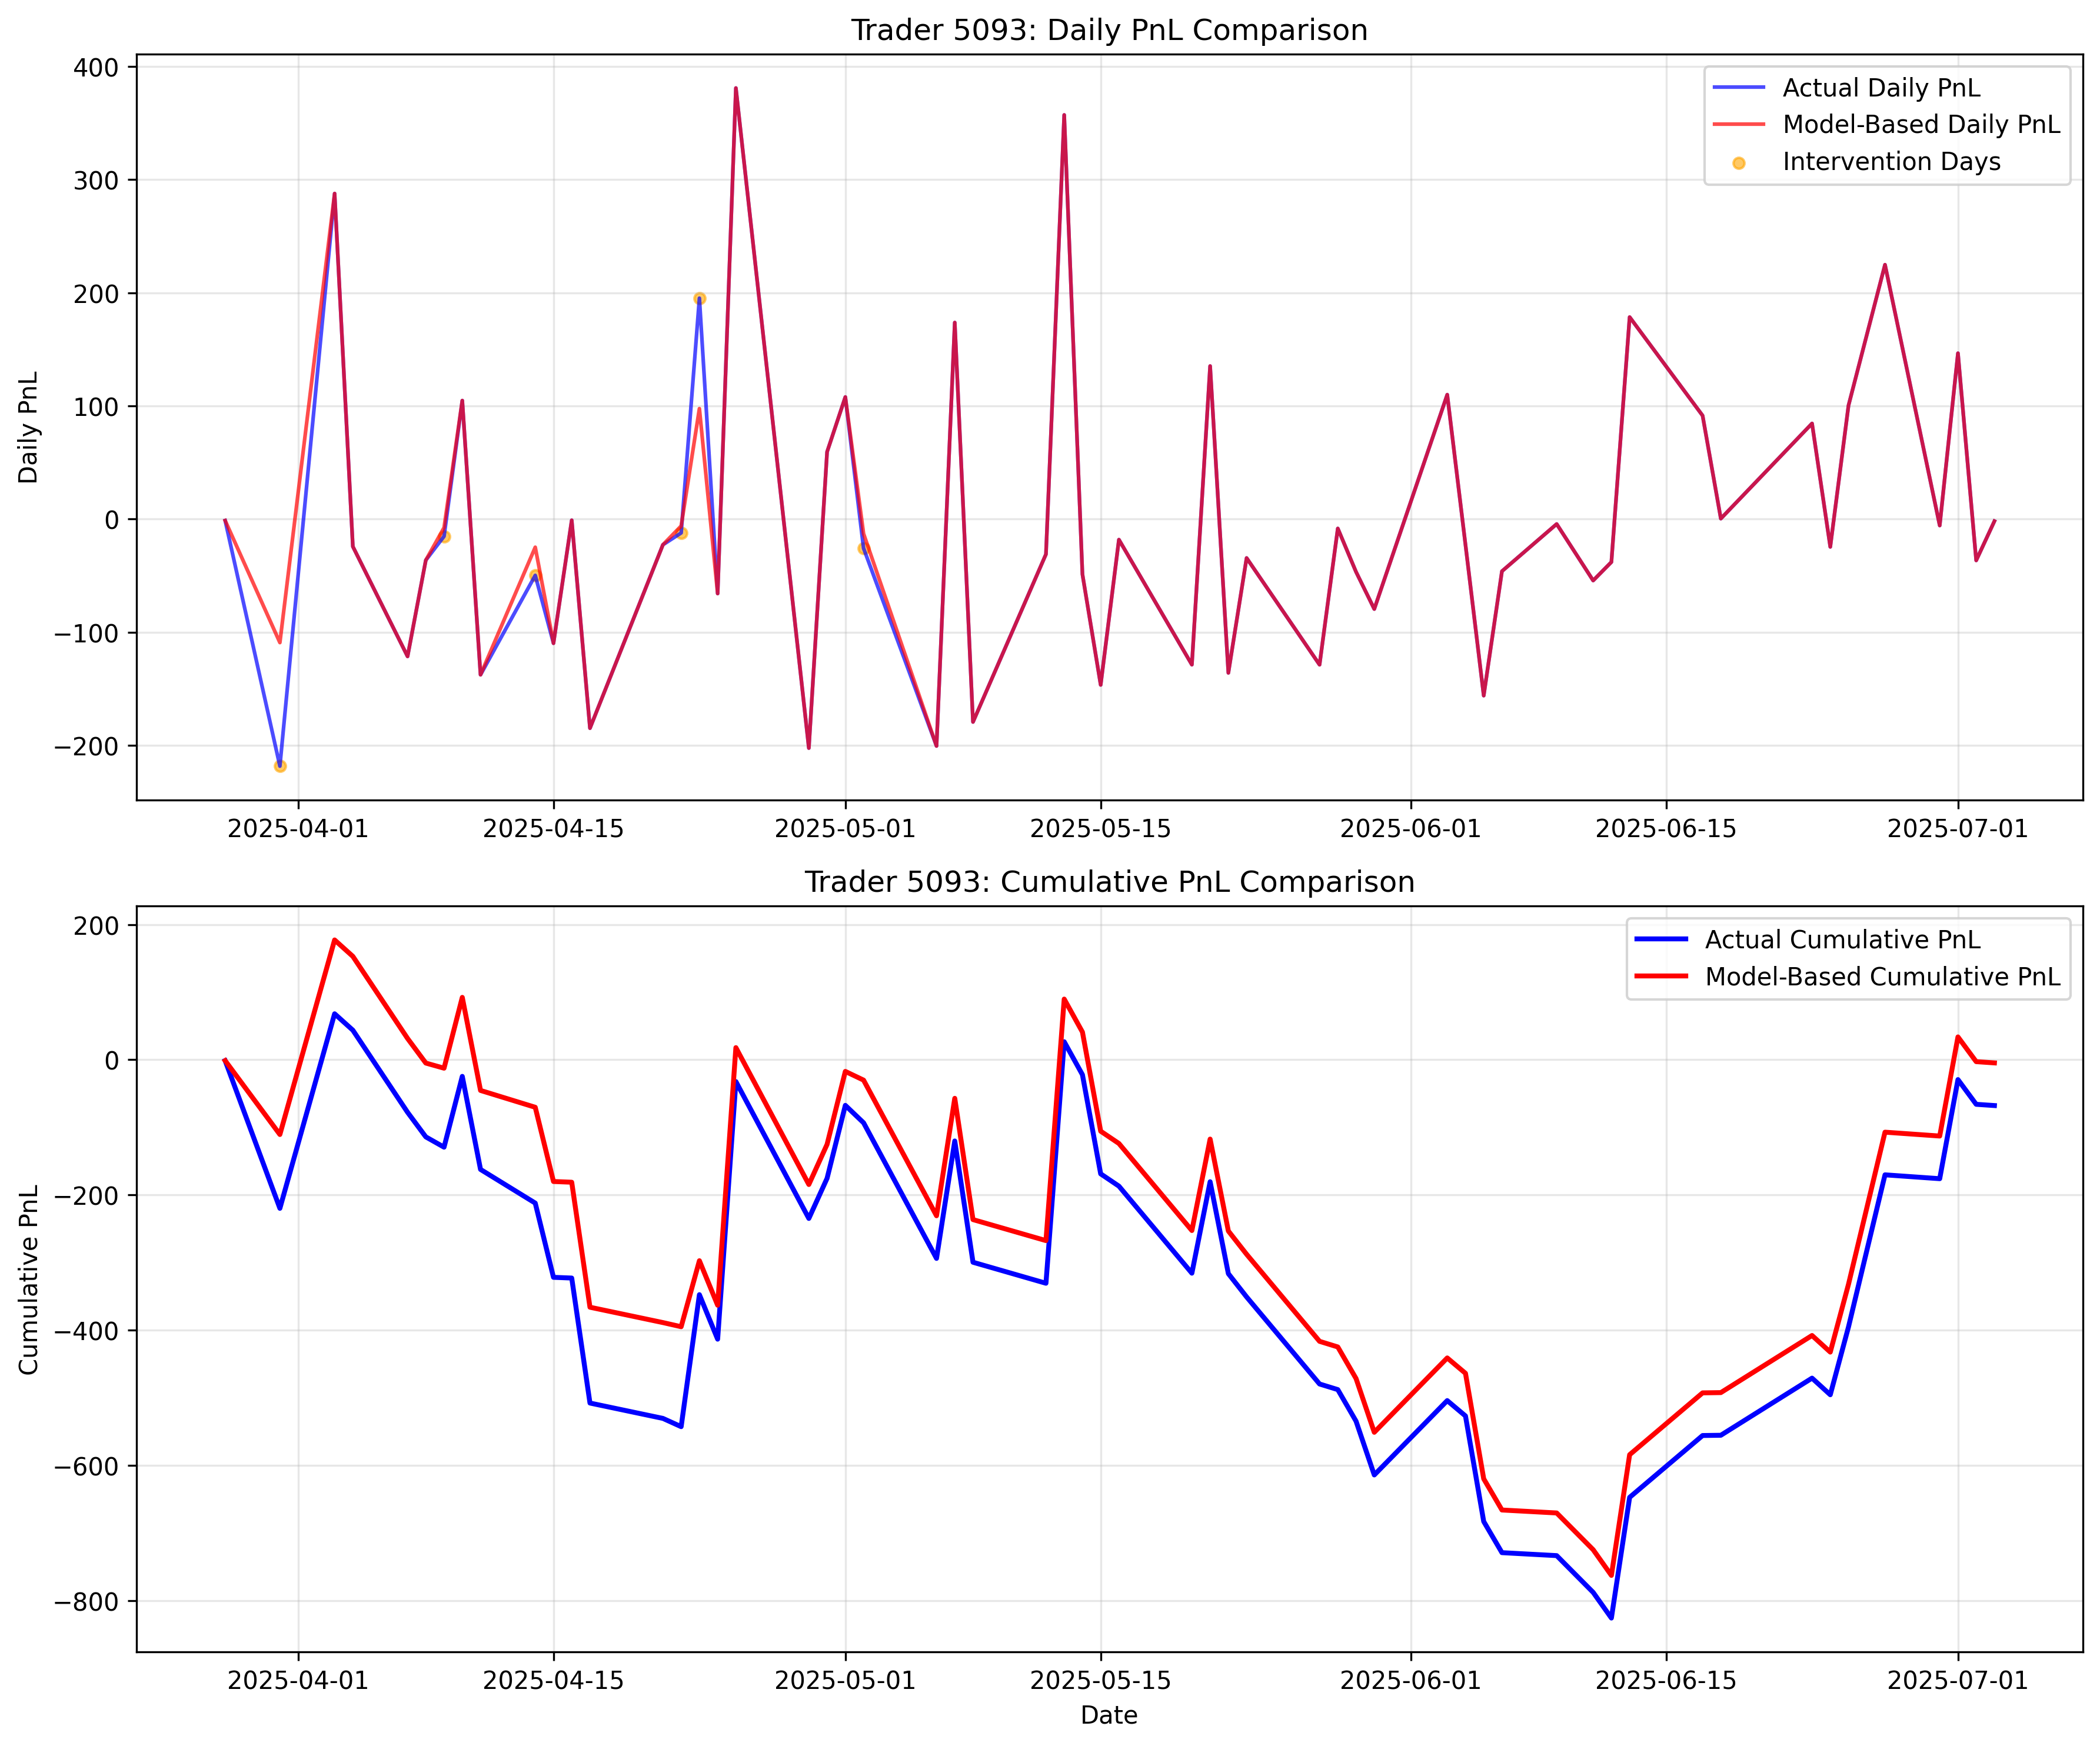 Trader 5093: Daily PnL Comparison
400
300
200
100
0
−100
−200
Daily PnL
Actual Daily PnL
Model-Based Daily PnL
Intervention Days
2025-04-01 2025-04-15 2025-05-01 2025-05-15 2025-06-01 2025-06-15 2025-07-01
Trader 5093: Cumulative PnL Comparison
200
0
−200
−400
−600
−800
Cumulative PnL
Actual Cumulative PnL
Model-Based Cumulative PnL
2025-04-01 2025-04-15 2025-05-01 2025-05-15 2025-06-01 2025-06-15 2025-07-01
Date